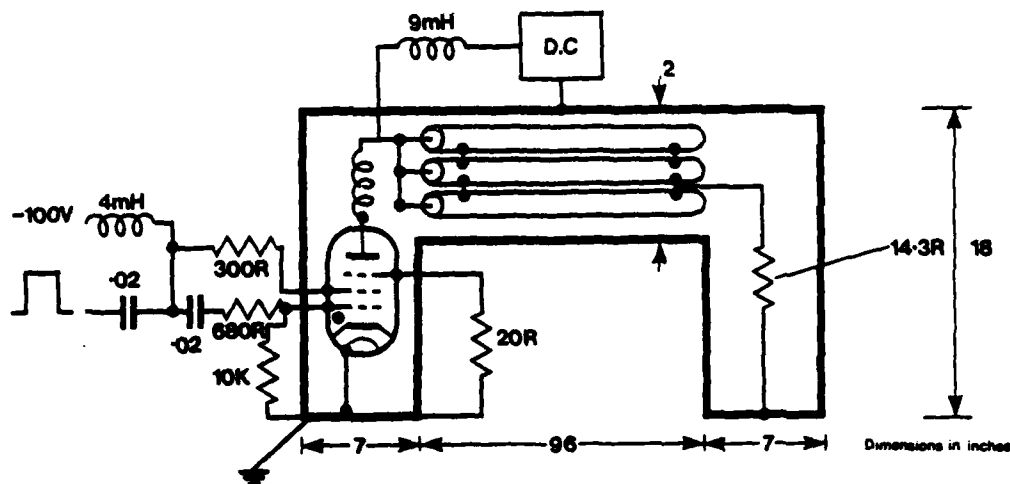 9mH
D.C
2
-100V
4mH
300R
·02
·02
680R
10K
20R
14·3R
18
7
96
7
Dimensions in inches